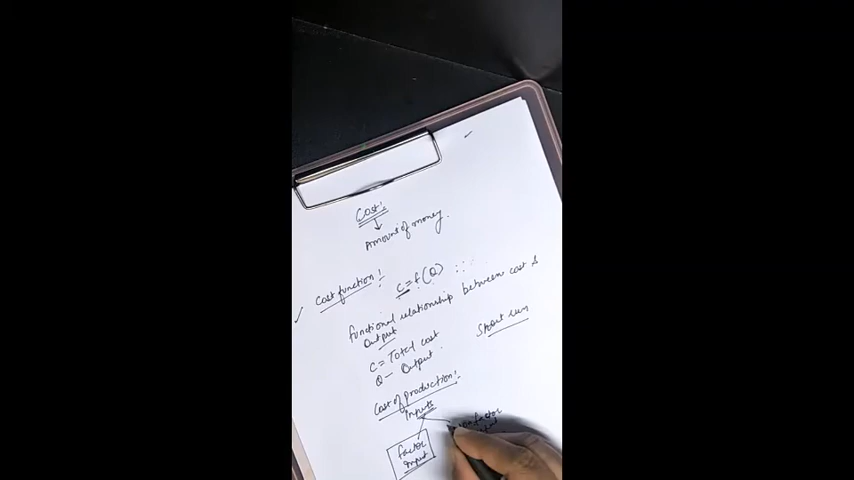 Cost:
Amount of money.
Cost function:
C = f(Q)
functional relationship between cost &
Output
C = Total cost
Q - Output.
Short run
Cost of production:
Inputs
factor
input
factor